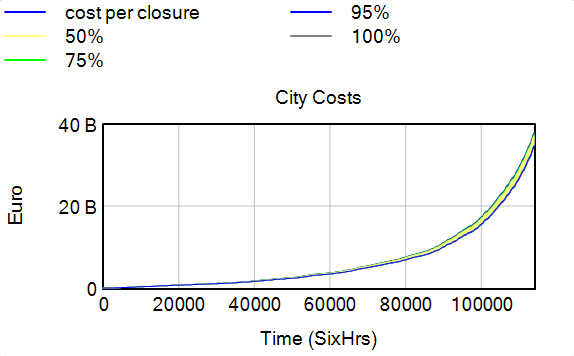 cost per closure 95%
50% 100%
75%
City Costs
40 B
20 B
0
Euro
0 20000 40000 60000 80000 100000
Time (SixHrs)